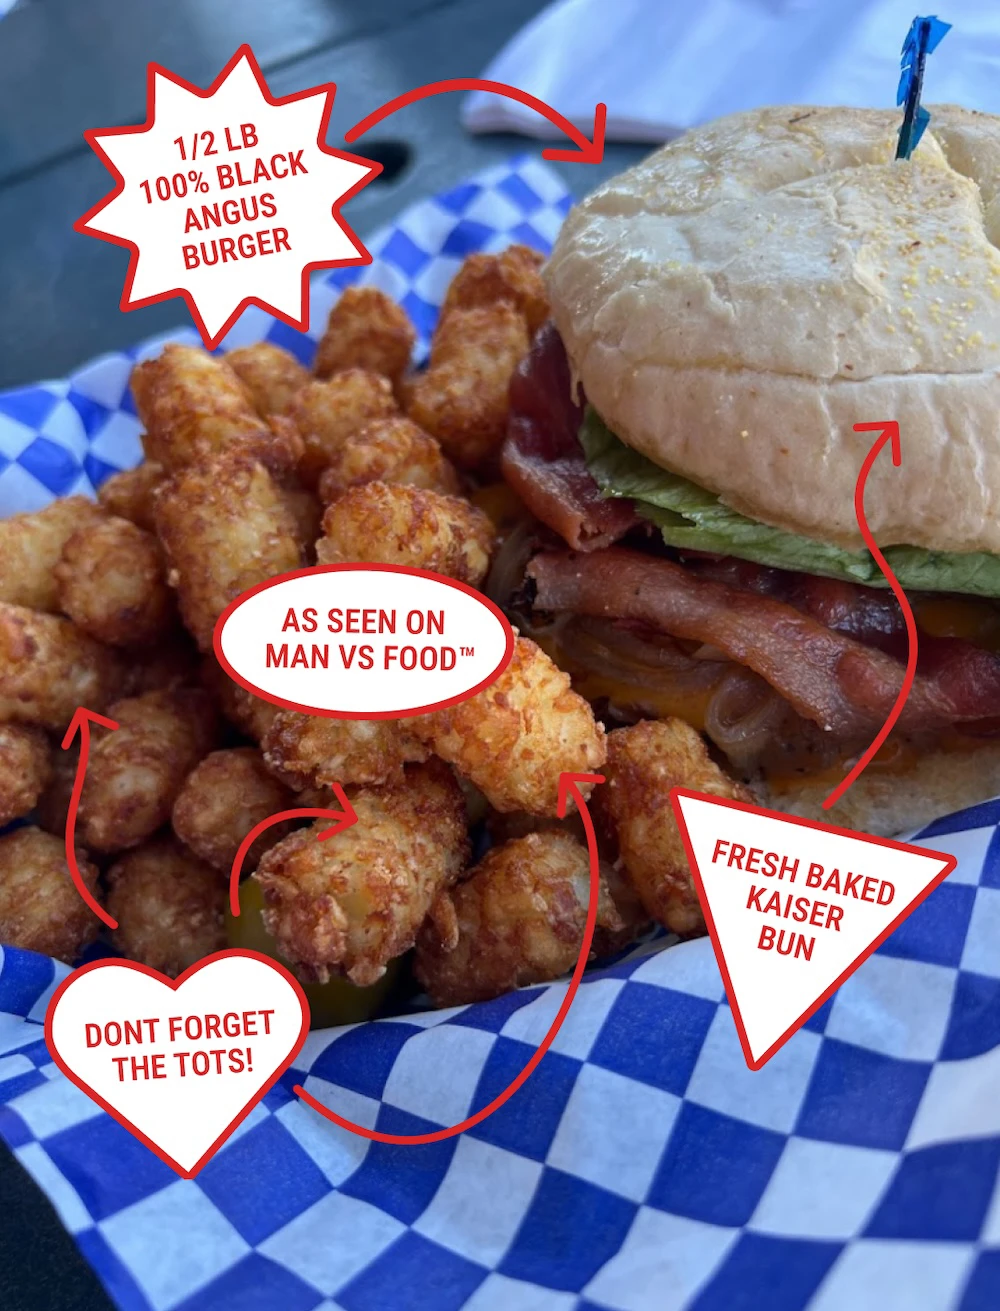 1/2 LB
100% BLACK
ANGUS
BURGER
AS SEEN ON
MAN VS FOOD™
FRESH BAKED
KAISER
BUN
DONT FORGET
THE TOTS!